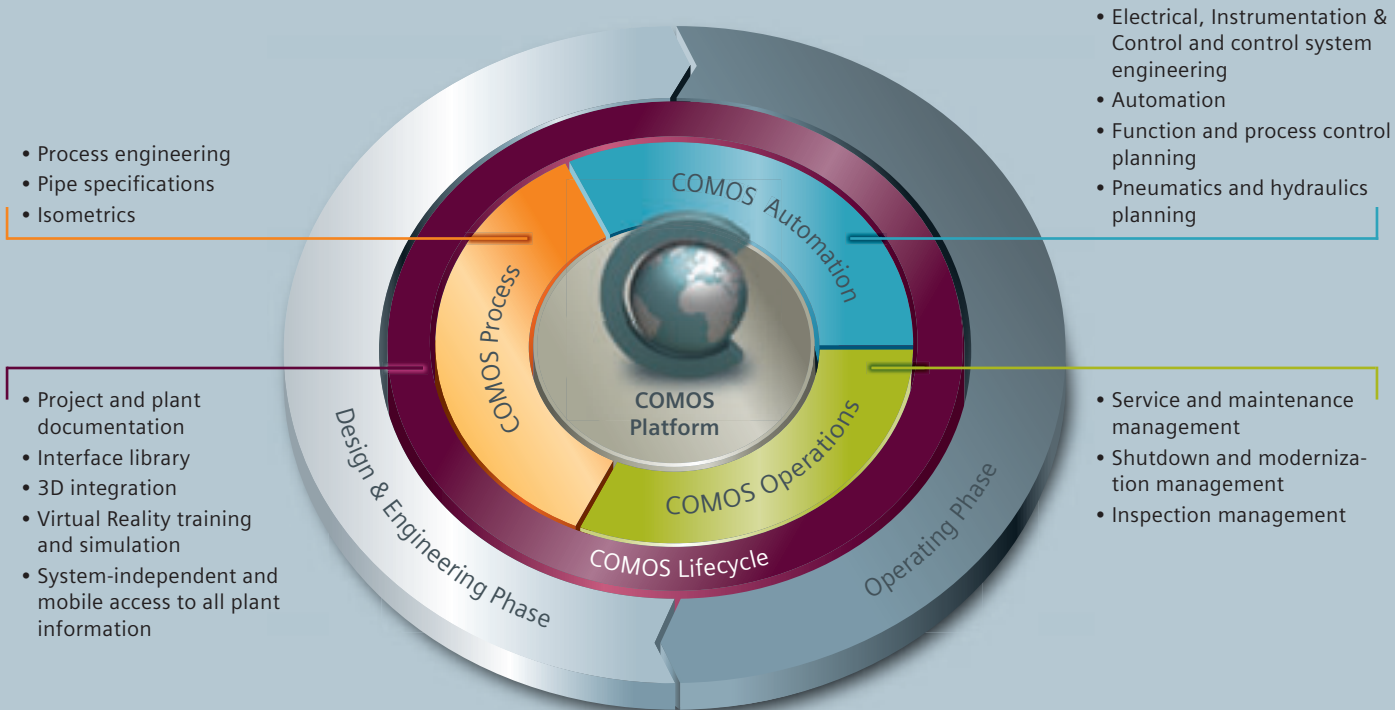 • Process engineering
• Pipe specifications
• Isometrics
• Electrical, Instrumentation &
Control and control system
engineering
• Automation
• Function and process control
planning
• Pneumatics and hydraulics
planning
COMOS Automation
COMOS Process
COMOS
Platform
COMOS Operations
COMOS Lifecycle
Design & Engineering Phase
Operating Phase
• Project and plant
documentation
• Interface library
• 3D integration
• Virtual Reality training
and simulation
• System-independent and
mobile access to all plant
information
• Service and maintenance
management
• Shutdown and moderniza-
tion management
• Inspection management